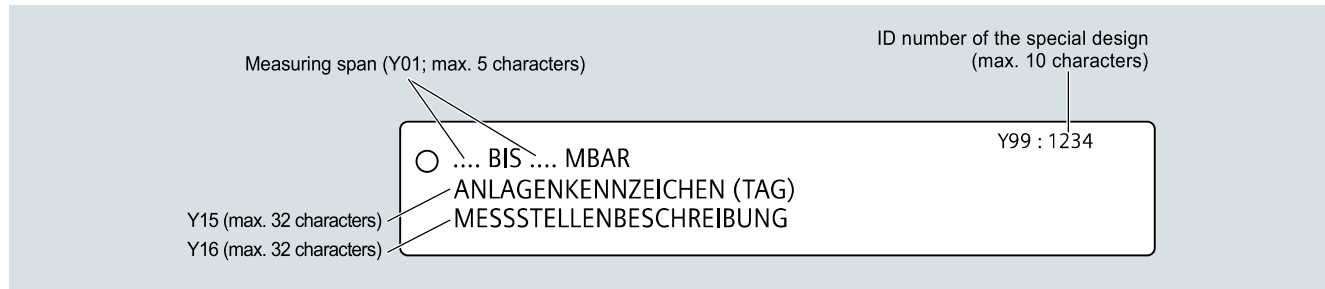 ID number of the special design
(max. 10 characters)
Measuring span (Y01; max. 5 characters)
Y99 : 1234
.... BIS .... MBAR
ANLAGENKENNZEICHEN (TAG)
MESSSTELLENBESCHREIBUNG
Y15 (max. 32 characters)
Y16 (max. 32 characters)